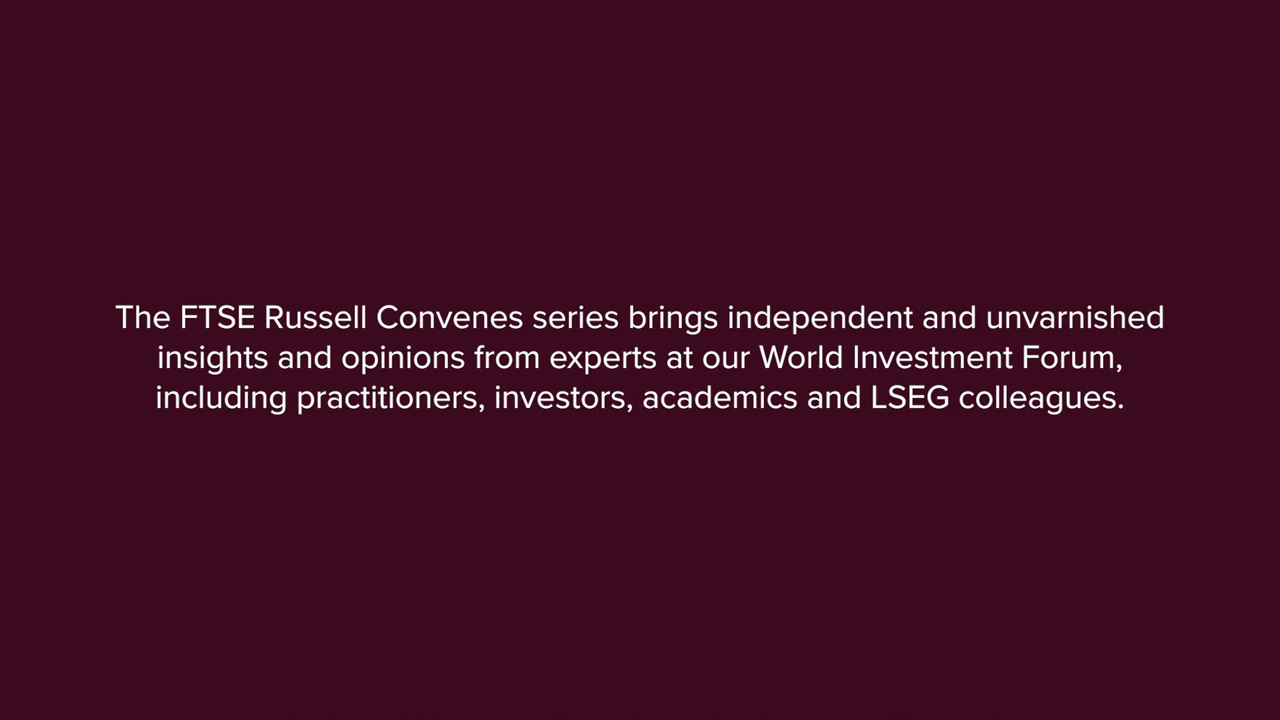 The FTSE Russell Convenes series brings independent and unvarnished
insights and opinions from experts at our World Investment Forum,
including practitioners, investors, academics and LSEG colleagues.